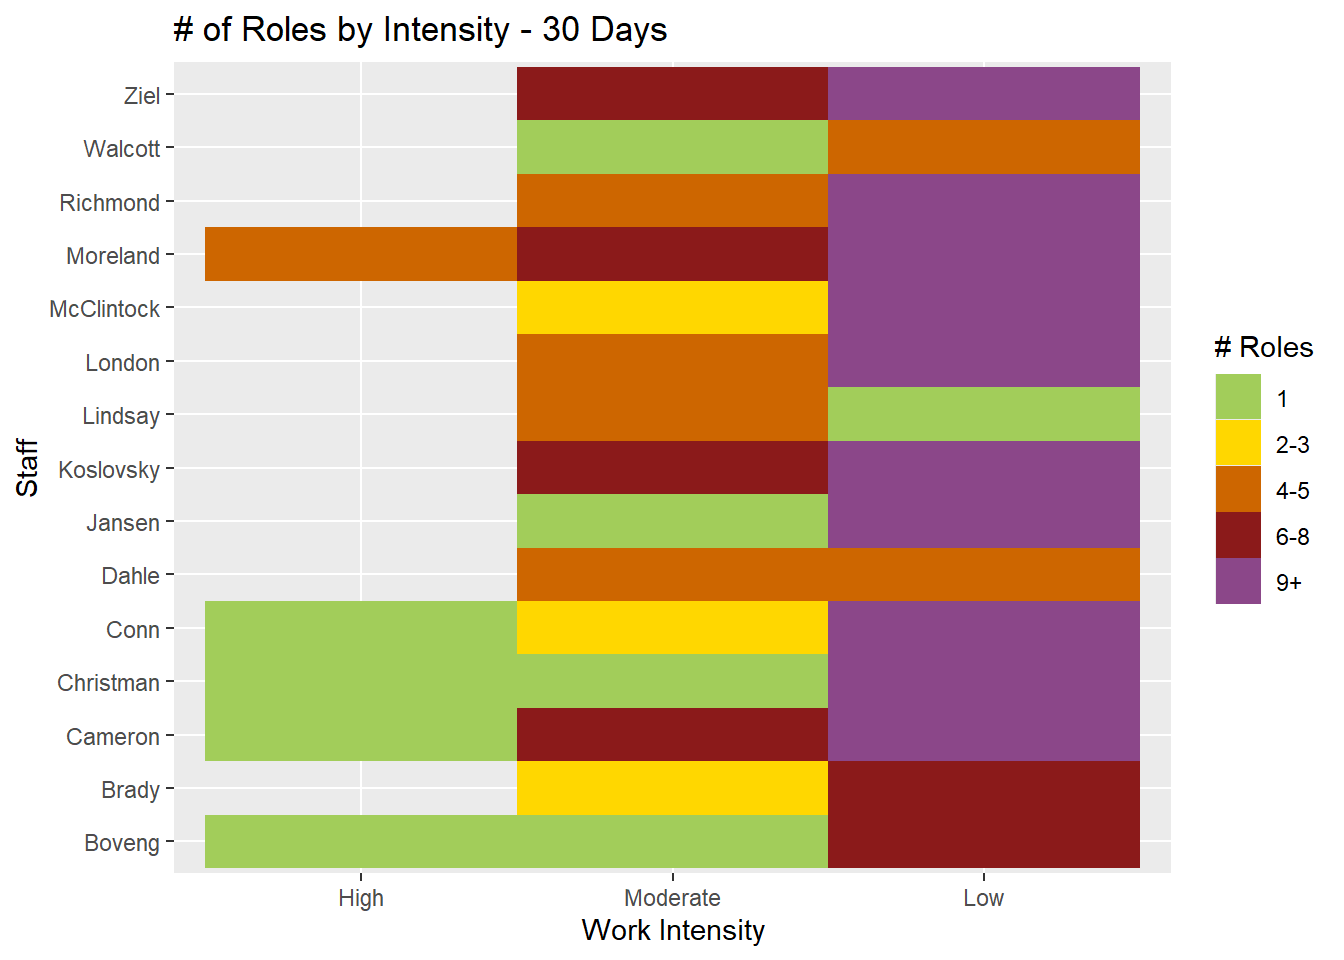 # of Roles by Intensity - 30 Days
Ziel
Walcott
Richmond
Moreland
McClintock
London
Lindsay
Koslovsky
Jansen
Dahle
Conn
Christman
Cameron
Brady
Boveng
Staff
High
Moderate
Low
Work Intensity
# Roles
1
2-3
4-5
6-8
9+